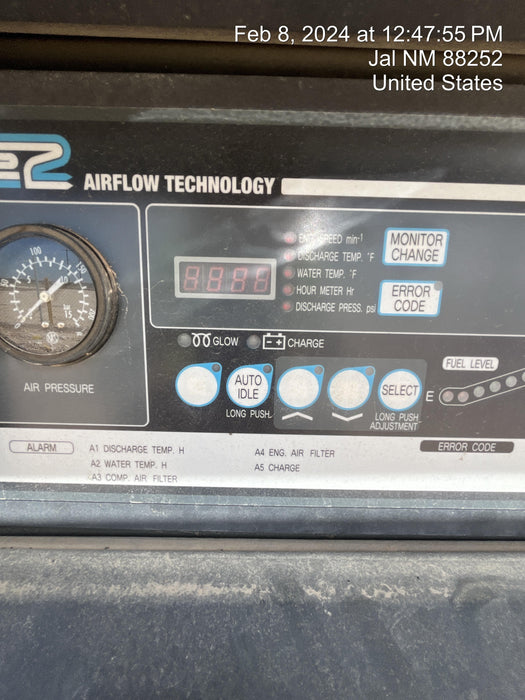 Feb 8, 2024 at 12:47:55 PM
Jal NM 88252
United States
AIRFLOW TECHNOLOGY
ENG. SPEED min-1
DISCHARGE TEMP. °F
WATER TEMP. °F
HOUR METER Hr
DISCHARGE PRESS. psi
MONITOR
CHANGE
ERROR
CODE
100
AIR PRESSURE
GLOW
CHARGE
AUTO
IDLE
LONG PUSH
SELECT
LONG PUSH
ADJUSTMENT
FUEL LEVEL
E
ALARM
A1 DISCHARGE TEMP. H
A2 WATER TEMP. H
A3 COMP. AIR FILTER
A4 ENG. AIR FILTER
A5 CHARGE
ERROR CODE